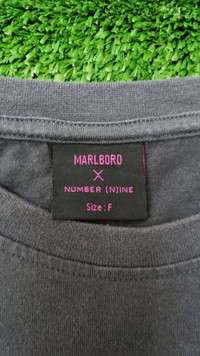 MARLBORO
X
NUMBER (N)INE
Size : F